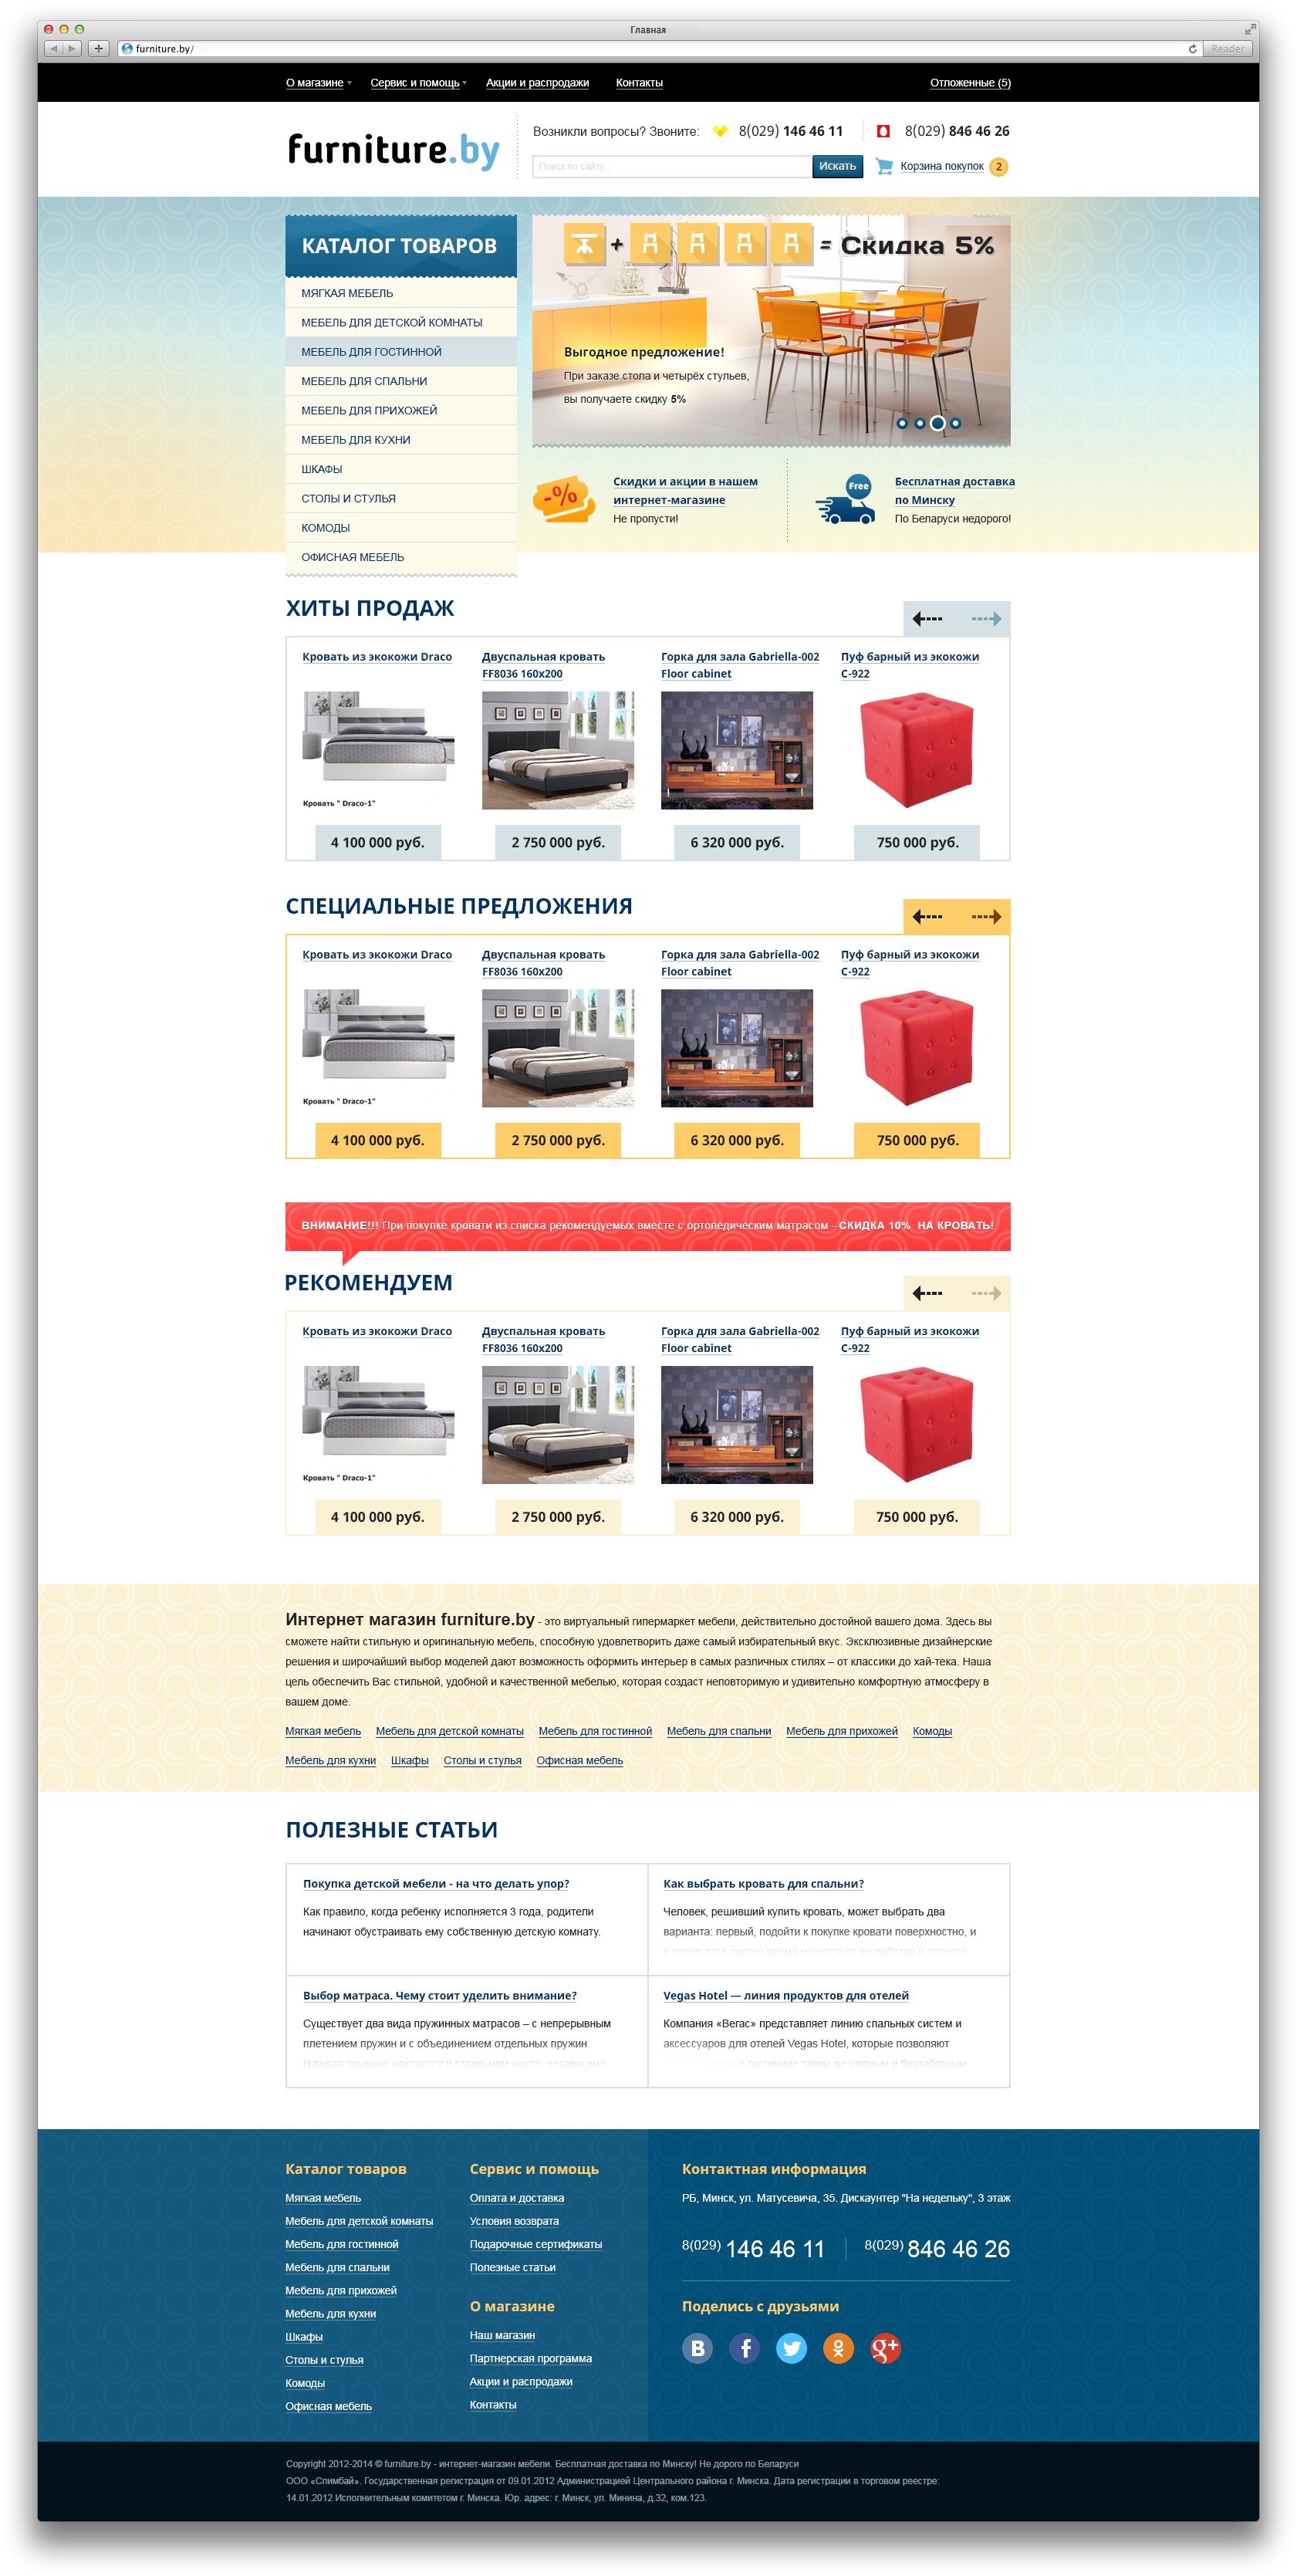 Главная
furniture.by/
Reader
О магазине
Сервис и помощь
Акции и распродажи
Контакты
Отложенные (5)
furniture.by
Возникли вопросы? Звоните:
8(029) 146 46 11
8(029) 846 46 26
Поиск по сайту...
Искать
Корзина покупок
2
КАТАЛОГ ТОВАРОВ
МЯГКАЯ МЕБЕЛЬ
МЕБЕЛЬ ДЛЯ ДЕТСКОЙ КОМНАТЫ
МЕБЕЛЬ ДЛЯ ГОСТИННОЙ
МЕБЕЛЬ ДЛЯ СПАЛЬНИ
МЕБЕЛЬ ДЛЯ ПРИХОЖЕЙ
МЕБЕЛЬ ДЛЯ КУХНИ
ШКАФЫ
СТОЛЫ И СТУЛЬЯ
КОМОДЫ
ОФИСНАЯ МЕБЕЛЬ
+ = Скидка 5%
Выгодное предложение!
При заказе стола и четырёх стульев,
вы получаете скидку 5%
-%
Скидки и акции в нашем
интернет-магазине
Не пропусти!
Free
Бесплатная доставка
по Минску
По Беларуси недорого!
ХИТЫ ПРОДАЖ
Кровать из экокожи Draco
Двуспальная кровать
FF8036 160x200
Горка для зала Gabriella-002
Floor cabinet
Пуф барный из экокожи
С-922
Кровать " Draco-1"
4 100 000 руб.
2 750 000 руб.
6 320 000 руб.
750 000 руб.
СПЕЦИАЛЬНЫЕ ПРЕДЛОЖЕНИЯ
Кровать из экокожи Draco
Двуспальная кровать
FF8036 160x200
Горка для зала Gabriella-002
Floor cabinet
Пуф барный из экокожи
С-922
Кровать " Draco-1"
4 100 000 руб.
2 750 000 руб.
6 320 000 руб.
750 000 руб.
ВНИМАНИЕ!!! При покупке кровати из списка рекомендуемых вместе с ортопедическим матрасом - СКИДКА 10% НА КРОВАТЬ!
РЕКОМЕНДУЕМ
Кровать из экокожи Draco
Двуспальная кровать
FF8036 160x200
Горка для зала Gabriella-002
Floor cabinet
Пуф барный из экокожи
С-922
Кровать " Draco-1"
4 100 000 руб.
2 750 000 руб.
6 320 000 руб.
750 000 руб.
Интернет магазин furniture.by - это виртуальный гипермаркет мебели, действительно достойной вашего дома. Здесь вы
сможете найти стильную и оригинальную мебель, способную удовлетворить даже самый избирательный вкус. Эксклюзивные дизайнерские
решения и широчайший выбор моделей дают возможность оформить интерьер в самых различных стилях – от классики до хай-тека. Наша
цель обеспечить Вас стильной, удобной и качественной мебелью, которая создаст неповторимую и удивительно комфортную атмосферу в
вашем доме.
Мягкая мебель Мебель для детской комнаты Мебель для гостинной Мебель для спальни Мебель для прихожей Комоды
Мебель для кухни Шкафы Столы и стулья Офисная мебель
ПОЛЕЗНЫЕ СТАТЬИ
Покупка детской мебели - на что делать упор?
Как правило, когда ребенку исполняется 3 года, родители
начинают обустраивать ему собственную детскую комнату.
Как выбрать кровать для спальни?
Человек, решивший купить кровать, может выбрать два
варианта: первый, подойти к покупке кровати поверхностно, и
в результате долгое время мучится от неудобства и плохого
Выбор матраса. Чему стоит уделить внимание?
Существует два вида пружинных матрасов – с непрерывным
плетением пружин и с объединением отдельных пружин
(каждая пружина находится в отдельном чехле, независимо
Vegas Hotel — линия продуктов для отелей
Компания «Вегас» представляет линию спальных систем и
аксессуаров для отелей Vegas Hotel, которые позволяют
в гостинице таким же уютным и беззаботным
Каталог товаров
Мягкая мебель
Мебель для детской комнаты
Мебель для гостинной
Мебель для спальни
Мебель для прихожей
Мебель для кухни
Шкафы
Столы и стулья
Комоды
Офисная мебель
Сервис и помощь
Оплата и доставка
Условия возврата
Подарочные сертификаты
Полезные статьи
О магазине
Наш магазин
Партнерская программа
Акции и распродажи
Контакты
Контактная информация
РБ, Минск, ул. Матусевича, 35. Дискаунтер "На недельку", 3 этаж
8(029) 146 46 11
8(029) 846 46 26
Поделись с друзьями
Copyright 2012-2014 © furniture.by - интернет-магазин мебели. Бесплатная доставка по Минску! Не дорого по Беларуси
ООО «Спимбай». Государственная регистрация от 09.01.2012 Администрацией Центрального района г. Минска. Дата регистрации в торговом реестре:
14.01.2012 Исполнительным комитетом г. Минска. Юр. адрес: г. Минск, ул. Минина, д.32, ком.123.